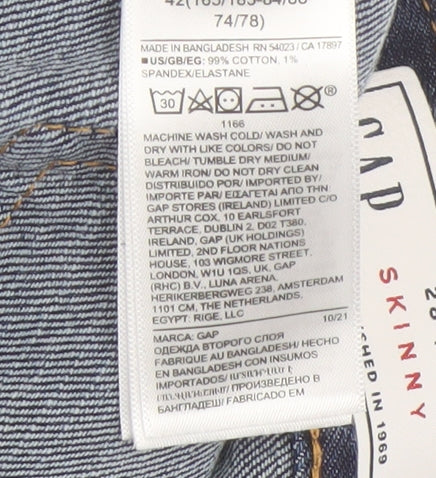 42(165/185-84/88
74/78)
MADE IN BANGLADESH RN 54023 / CA 17897
■US/GB/EG: 99% COTTON, 1%
SPANDEX/ELASTANE
30
1166
MACHINE WASH COLD/ WASH AND
DRY WITH LIKE COLORS/ DO NOT
BLEACH/ TUMBLE DRY MEDIUM/
WARM IRON/ DO NOT DRY CLEAN
DISTRIBUIDO POR/ IMPORTED BY/
IMPORTE PAR/ ΕΙΣΑΓΕΤΑΙ ΑΠΟ ΤΗΝ
GAP STORES (IRELAND) LIMITED C/O
ARTHUR COX, 10 EARLSFORT
TERRACE, DUBLIN 2, D02 T380,
IRELAND, GAP (UK HOLDINGS)
LIMITED, 2ND FLOOR NATIONS
HOUSE, 103 WIGMORE STREET,
LONDON, W1U 1QS, UK, GAP
(RHC) B.V., LUNA ARENA,
HERIKERBERGWEG 238, AMSTERDAM
1101 CM, THE NETHERLANDS,
EGYPT: RIGE, LLC
10/21
MARCA: GAP
ОДЕЖДА ВТОРОГО СЛОЯ
FABRIQUE AU BANGLADESH/ HECHO
EN BANGLADESH CON INSUMOS
IMPORTADOS/
ПРОИЗВЕДЕНО В
БАНГЛАДЕШ/ FABRICADO EM
GAP
SKINNY
CHED IN 1969